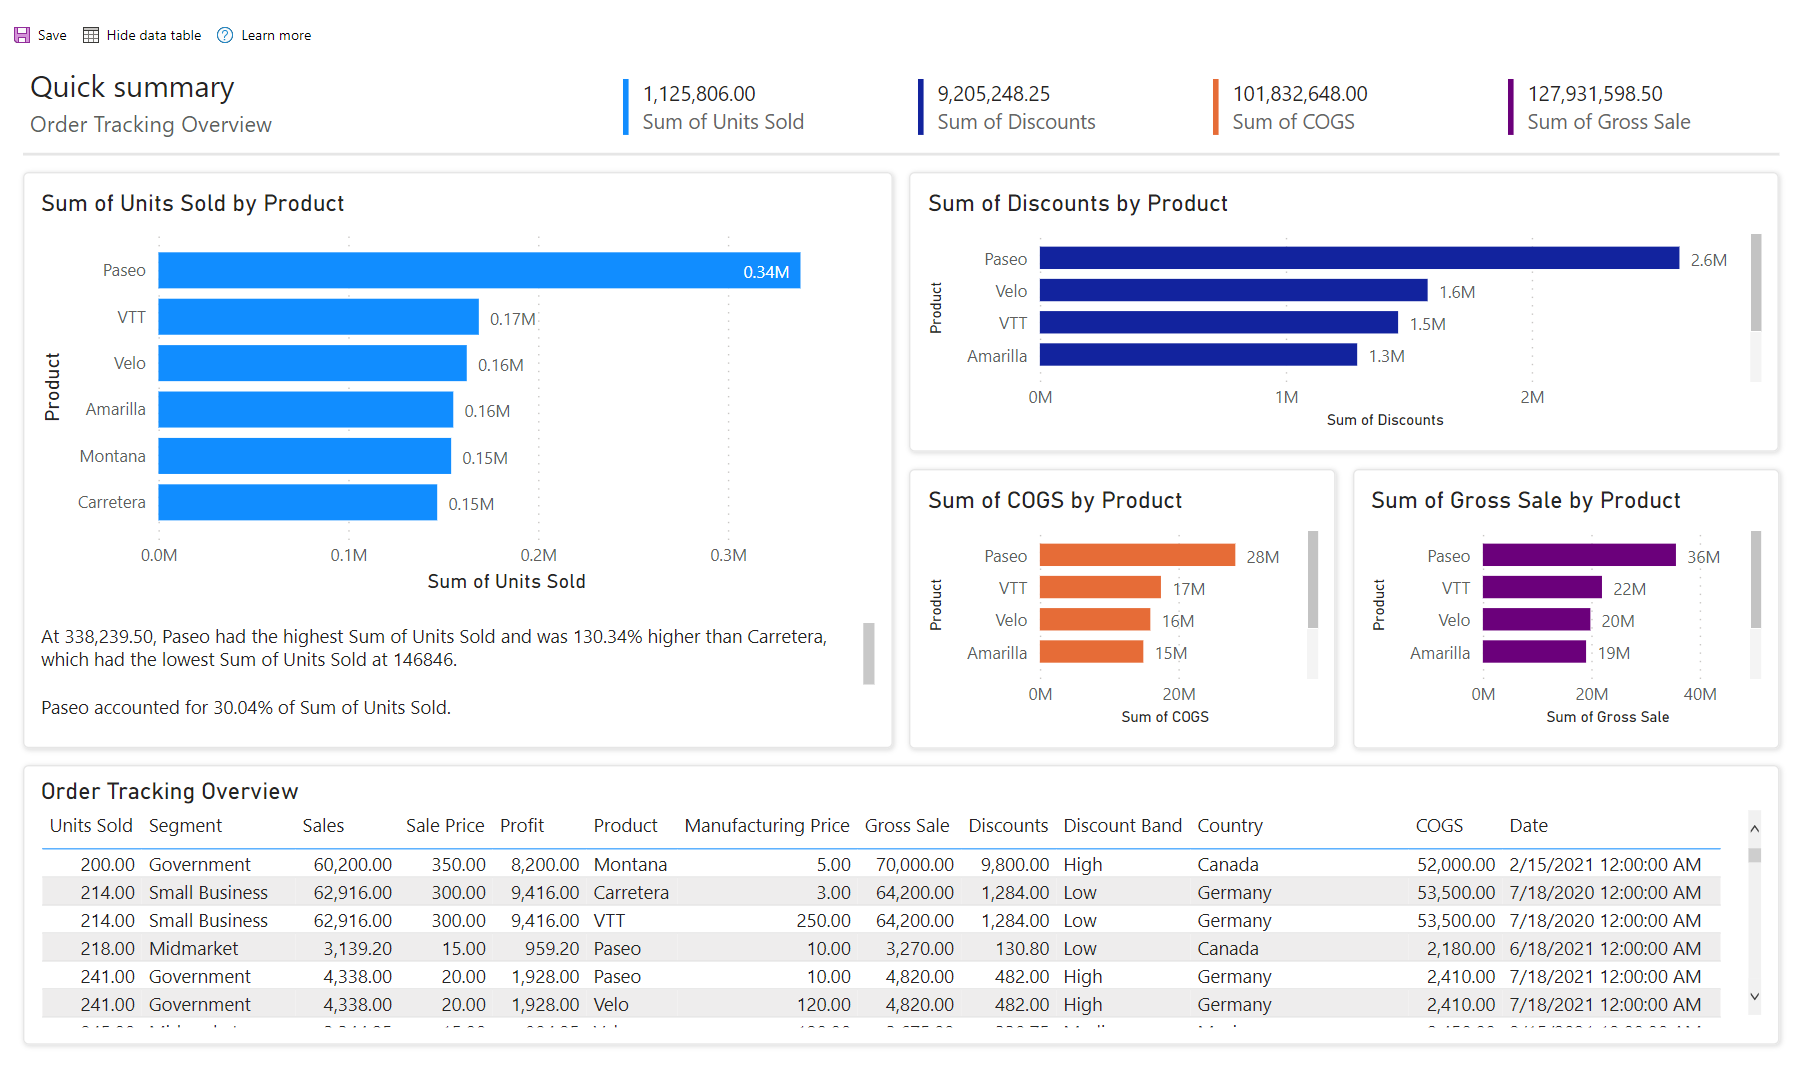 Save Hide data table Learn more
Quick summary
Order Tracking Overview
1,125,806.00
Sum of Units Sold
9,205,248.25
Sum of Discounts
101,832,648.00
Sum of COGS
127,931,598.50
Sum of Gross Sale
Sum of Units Sold by Product
Product
Paseo 0.34M
VTT 0.17M
Velo 0.16M
Amarilla 0.16M
Montana 0.15M
Carretera 0.15M
0.0M 0.1M 0.2M 0.3M
Sum of Units Sold
At 338,239.50, Paseo had the highest Sum of Units Sold and was 130.34% higher than Carretera,
which had the lowest Sum of Units Sold at 146846.
Paseo accounted for 30.04% of Sum of Units Sold.
Sum of Discounts by Product
Product
Paseo 2.6M
Velo 1.6M
VTT 1.5M
Amarilla 1.3M
0M 1M 2M
Sum of Discounts
Sum of COGS by Product
Product
Paseo 28M
VTT 17M
Velo 16M
Amarilla 15M
0M 20M
Sum of COGS
Sum of Gross Sale by Product
Product
Paseo 36M
VTT 22M
Velo 20M
Amarilla 19M
0M 20M 40M
Sum of Gross Sale
Order Tracking Overview
Units Sold Segment Sales Sale Price Profit Product Manufacturing Price Gross Sale Discounts Discount Band Country COGS Date
200.00 Government 60,200.00 350.00 8,200.00 Montana 5.00 70,000.00 9,800.00 High Canada 52,000.00 2/15/2021 12:00:00 AM
214.00 Small Business 62,916.00 300.00 9,416.00 Carretera 3.00 64,200.00 1,284.00 Low Germany 53,500.00 7/18/2020 12:00:00 AM
214.00 Small Business 62,916.00 300.00 9,416.00 VTT 250.00 64,200.00 1,284.00 Low Germany 53,500.00 7/18/2020 12:00:00 AM
218.00 Midmarket 3,139.20 15.00 959.20 Paseo 10.00 3,270.00 130.80 Low Canada 2,180.00 6/18/2021 12:00:00 AM
241.00 Government 4,338.00 20.00 1,928.00 Paseo 10.00 4,820.00 482.00 High Germany 2,410.00 7/18/2021 12:00:00 AM
241.00 Government 4,338.00 20.00 1,928.00 Velo 120.00 4,820.00 482.00 High Germany 2,410.00 7/18/2021 12:00:00 AM